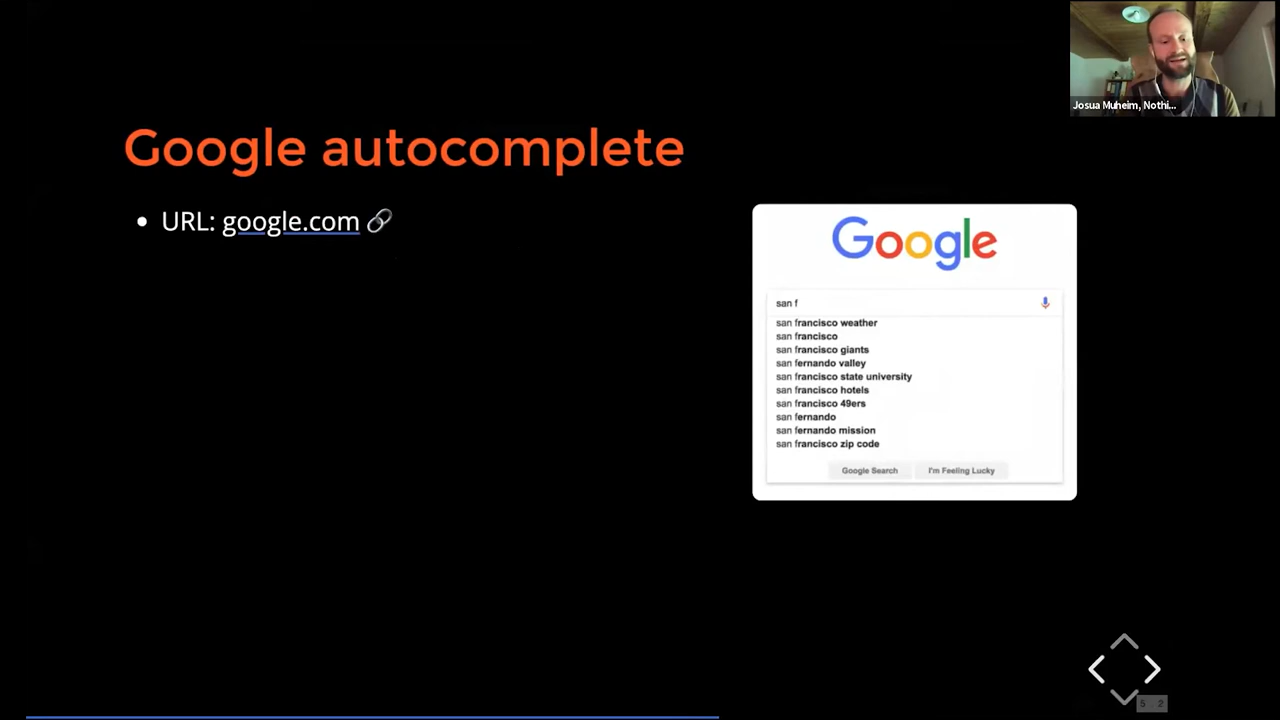 Josua Muheim, Nothi...
Google autocomplete
URL: google.com
Google
san f
san francisco weather
san francisco
san francisco giants
san fernando valley
san francisco state university
san francisco hotels
san francisco 49ers
san fernando
san fernando mission
san francisco zip code
Google Search I'm Feeling Lucky
5 2